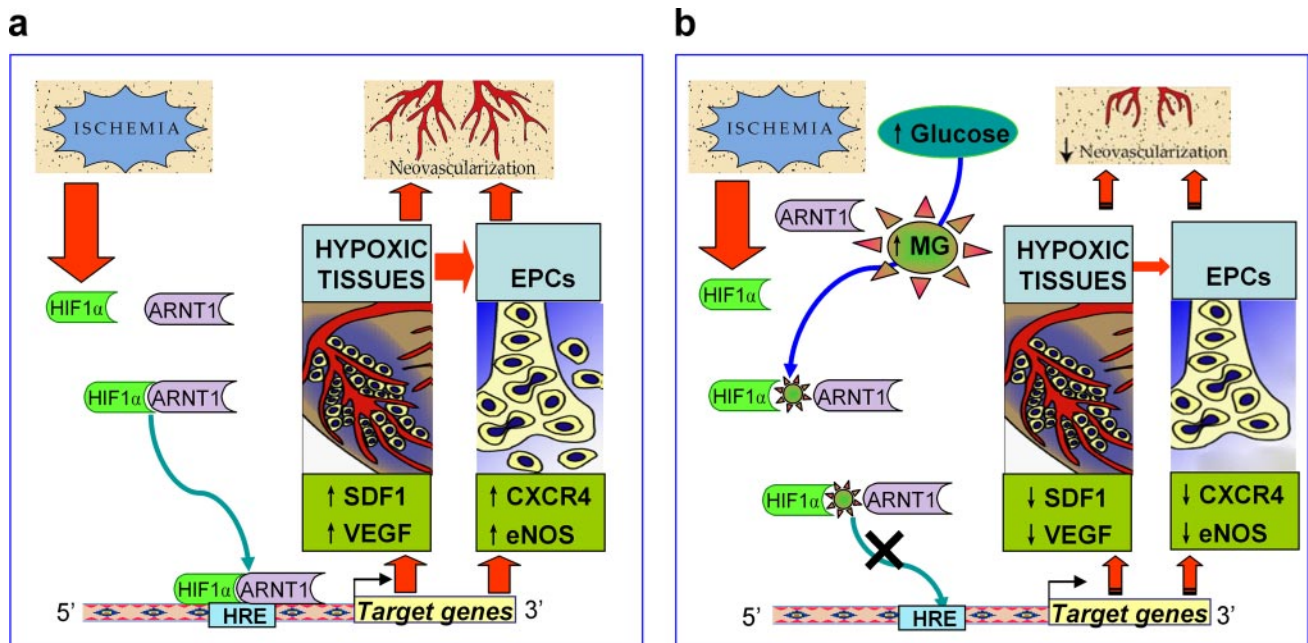 a
ISCHEMIA
Neovascularization
HIF1α
ARNT1
HYPOXIC
TISSUES
EPCs
HIF1α
ARNT1
↑ SDF1
↑ VEGF
↑ CXCR4
↑ eNOS
HIF1α
ARNT1
5’
HRE
Target genes
3’
b
ISCHEMIA
↑ Glucose
↓ Neovascularization
ARNT1
↑ MG
HIF1α
HYPOXIC
TISSUES
EPCs
HIF1α
ARNT1
HIF1α
ARNT1
↓ SDF1
↓ VEGF
↓ CXCR4
↓ eNOS
5’
HRE
Target genes
3’